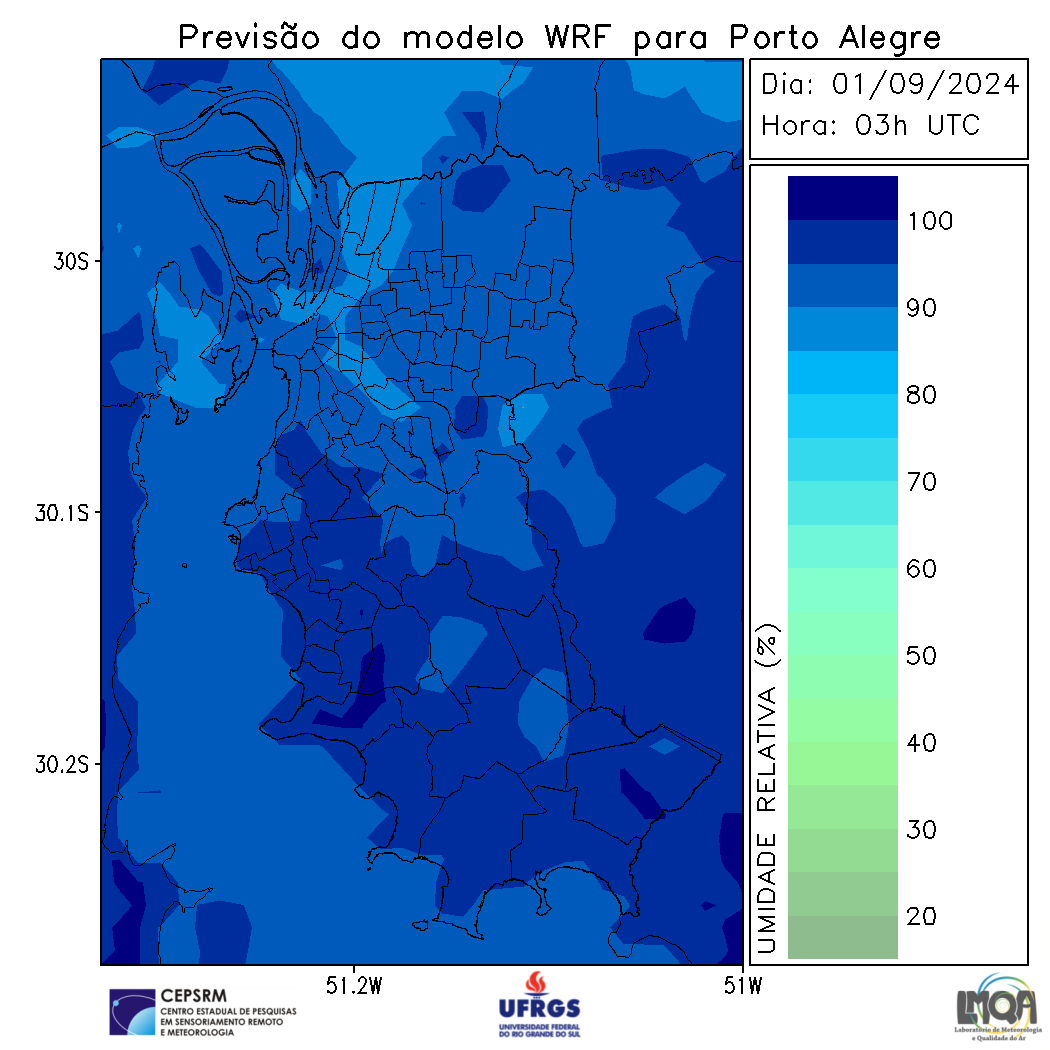 Previsão do modelo WRF para Porto Alegre
Dia: 01/09/2024
Hora: 03h UTC
100
90
80
70
60
50
40
30
20
UMIDADE RELATIVA (%)
30S
30.1S
30.2S
51.2W
51W
CEPSRM
CENTRO ESTADUAL DE PESQUISAS
EM SENSORIAMENTO REMOTO
E METEOROLOGIA
UFRGS
UNIVERSIDADE FEDERAL
DO RIO GRANDE DO SUL
LMQA
Laboratório de Meteorologia
e Qualidade do Ar